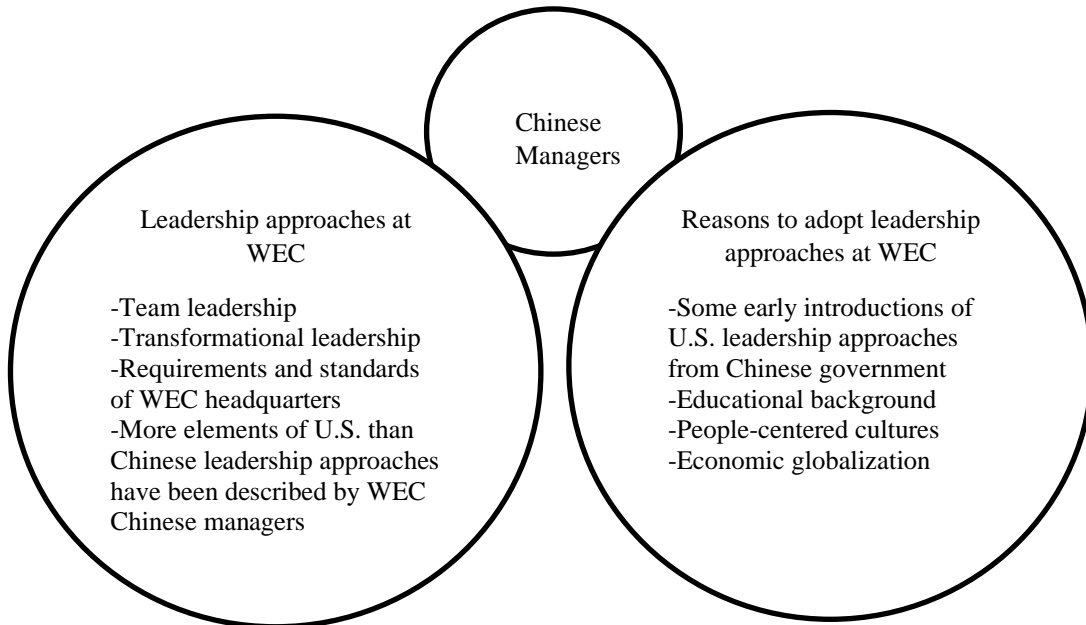 Chinese
Managers
Leadership approaches at
WEC
-Team leadership
-Transformational leadership
-Requirements and standards
of WEC headquarters
-More elements of U.S. than
Chinese leadership approaches
have been described by WEC
Chinese managers
Reasons to adopt leadership
approaches at WEC
-Some early introductions of
U.S. leadership approaches
from Chinese government
-Educational background
-People-centered cultures
-Economic globalization